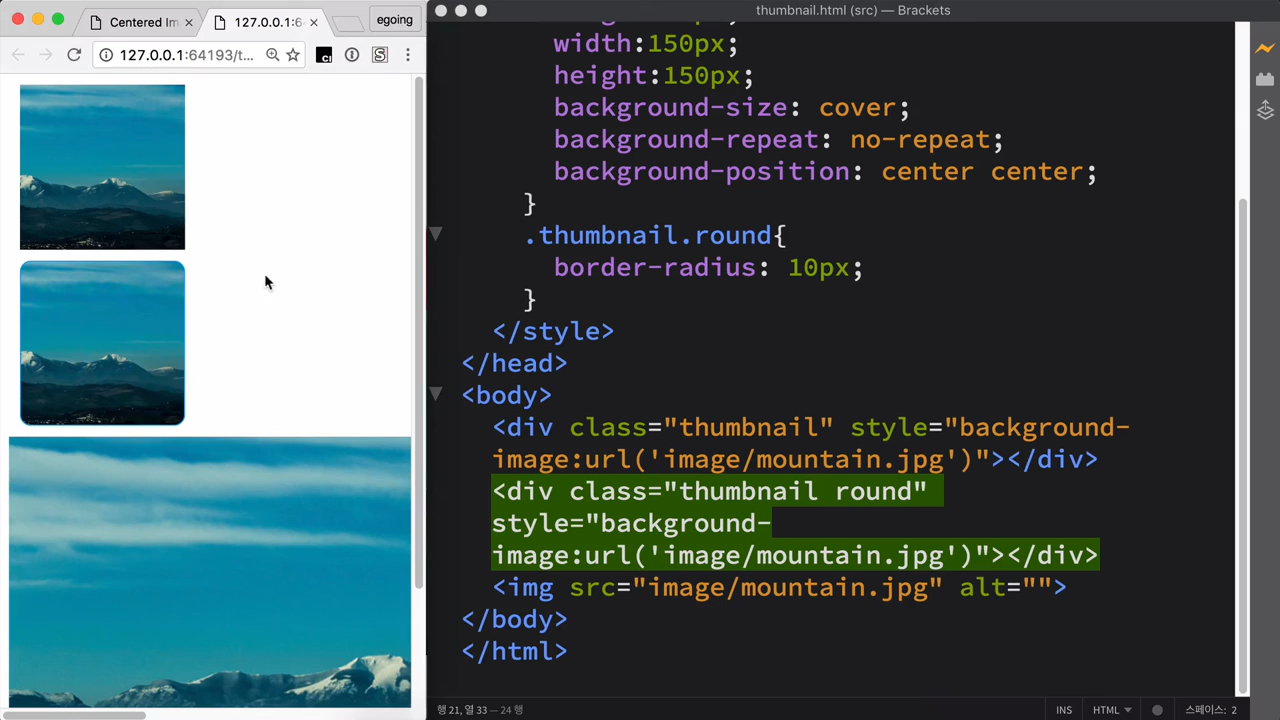 Centered Im
127.0.0.1:6
egoing
127.0.0.1:64193/t...
thumbnail.html (src) — Brackets
width:150px;
height:150px;
background-size: cover;
background-repeat: no-repeat;
background-position: center center;
}
.thumbnail.round{
border-radius: 10px;
}
</style>
</head>
<body>
<div class="thumbnail" style="background-
image:url('image/mountain.jpg')"></div>
<div class="thumbnail round"
style="background-
image:url('image/mountain.jpg')"></div>
<img src="image/mountain.jpg" alt="">
</body>
</html>
행 21, 열 33 — 24 행
INS
HTML
스페이스: 2